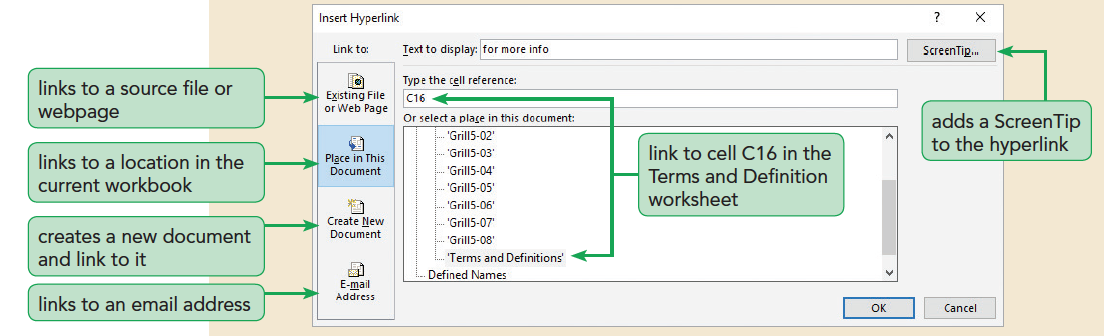 Insert Hyperlink
?
Link to:
Text to display: for more info
ScreenTip...
Type the cell reference:
C16
Or select a place in this document:
'Grill5-02'
'Grill5-03'
'Grill5-04'
'Grill5-05'
'Grill5-06'
'Grill5-07'
'Grill5-08'
'Terms and Definitions'
Defined Names
Existing File
or Web Page
Place in This
Document
Create New
Document
E-mail
Address
OK
Cancel
links to a source file or
webpage
links to a location in the
current workbook
creates a new document
and link to it
links to an email address
link to cell C16 in the
Terms and Definition
worksheet
adds a ScreenTip
to the hyperlink